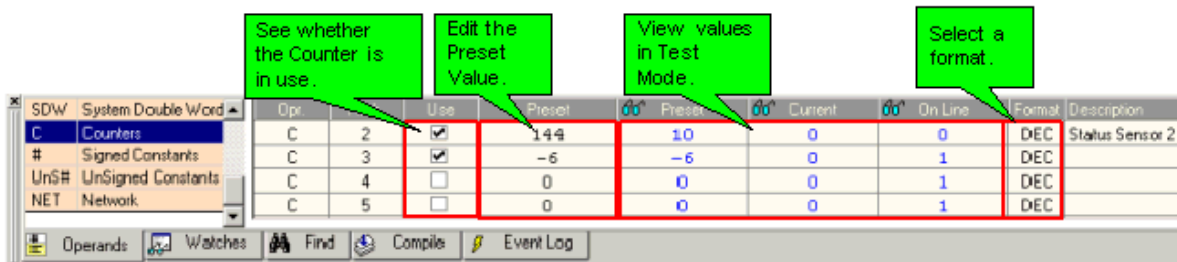 See whether
the Counter is
in use.
Edit the
Preset
Value.
View values
in Test
Mode.
Select a
format.
SDW System Double Word
C Counters
# Signed Constants
UnS# UnSigned Constants
NET Network
Opr. Use Preset Preset Current On Line Format Description
C 2 144 10 0 0 DEC Status Sensor 2
C 3 -6 -6 0 1 DEC
C 4 0 0 0 1 DEC
C 5 0 0 0 1 DEC
Operands Watches Find Compile Event Log